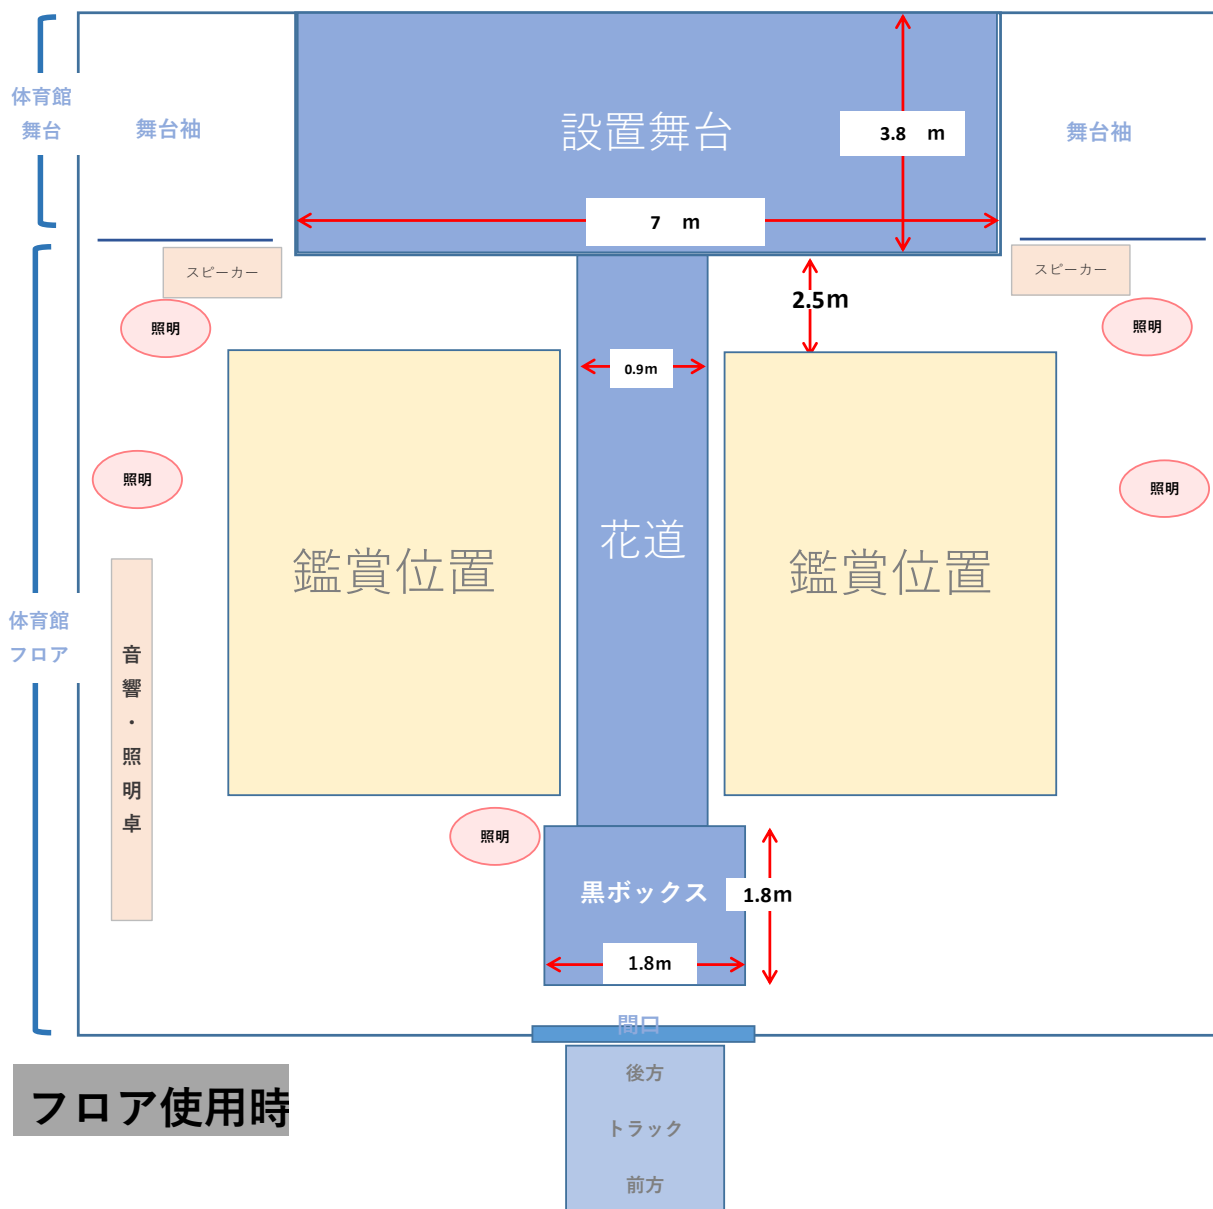 体育館
舞台
舞台袖
設置舞台
3.8 m
舞台袖
7 m
スピーカー
スピーカー
2.5m
照明
照明
0.9m
照明
照明
花道
鑑賞位置
鑑賞位置
体育館
フロア
音響・照明卓
照明
黒ボックス
1.8m
1.8m
間口
後方
トラック
前方
フロア使用時